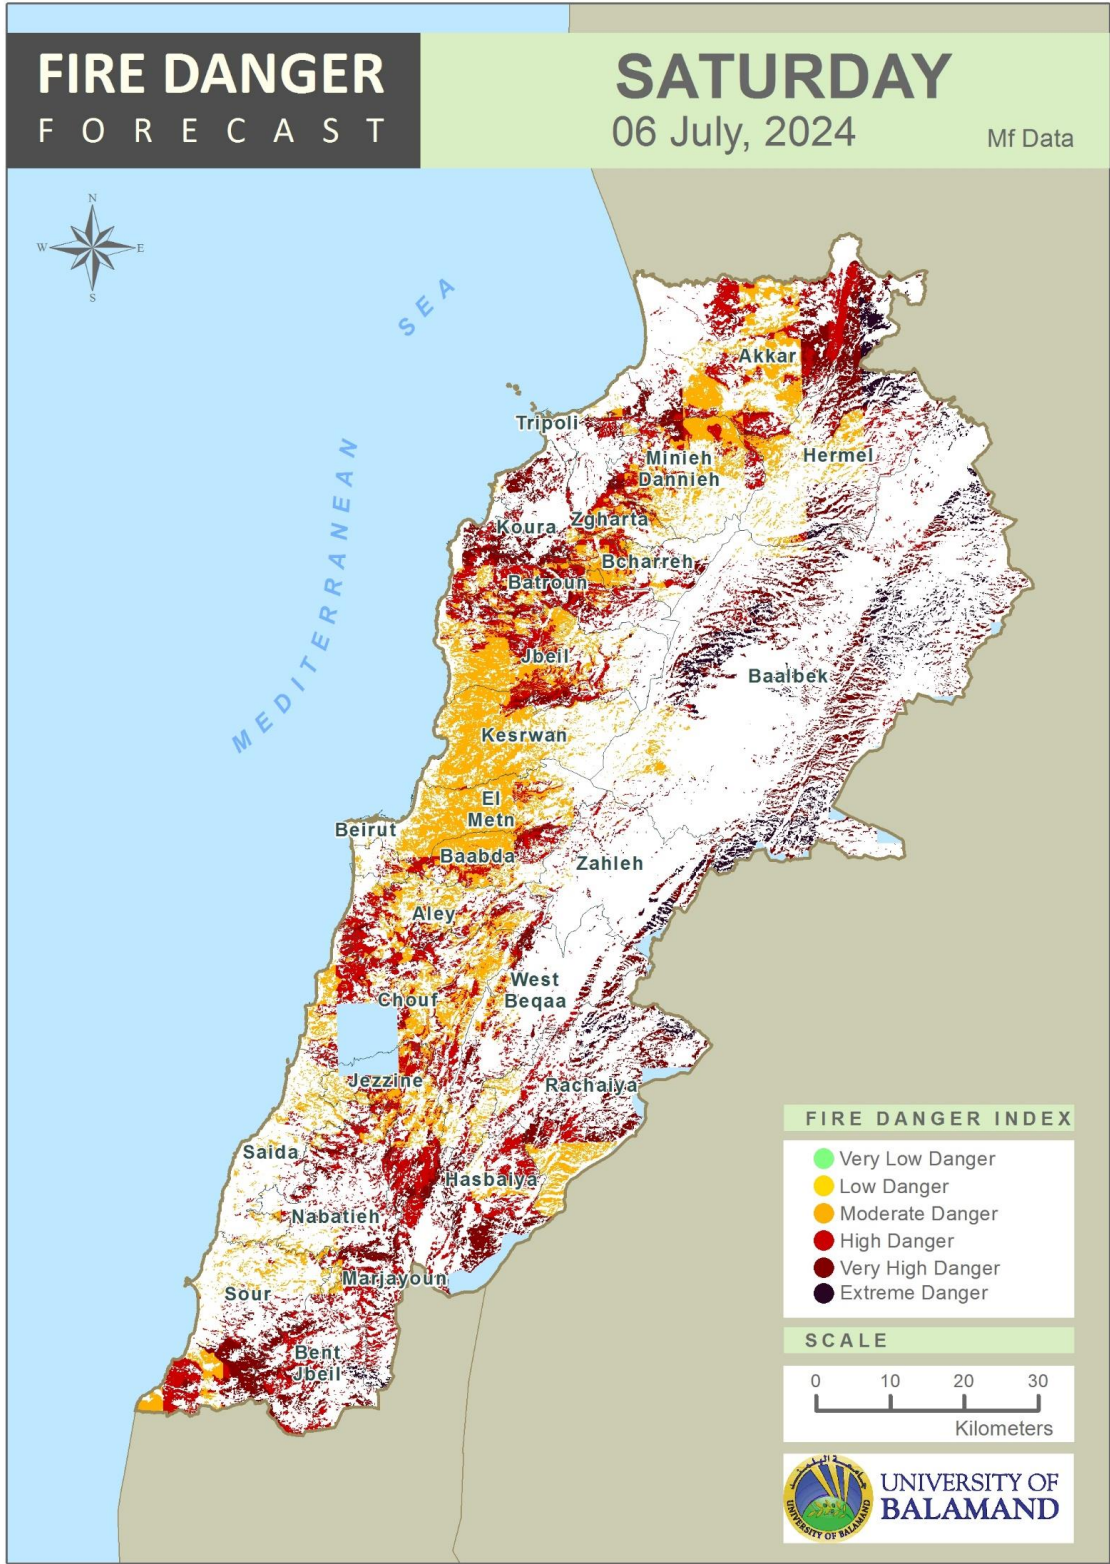 FIRE DANGER
FORECAST
SATURDAY
06 July, 2024
Mf Data
N
W
E
S
MEDITERRANEAN SEA
Akkar
Tripoli
Minieh
Dannieh
Hermel
Zgharta
Koura
Bcharreh
Batroun
Jbeil
Baalbek
Kesrwan
El
Metn
Beirut
Baabda
Zahleh
Aley
West
Beqaa
Chouf
Jezzine
Rachaiya
Saida
Hasbaiya
Nabatieh
Marjayoun
Sour
Bent
Jbeil
FIRE DANGER INDEX
Very Low Danger
Low Danger
Moderate Danger
High Danger
Very High Danger
Extreme Danger
SCALE
0 10 20 30
Kilometers
UNIVERSITY OF
BALAMAND
UNIVERSITY OF BALAMAND